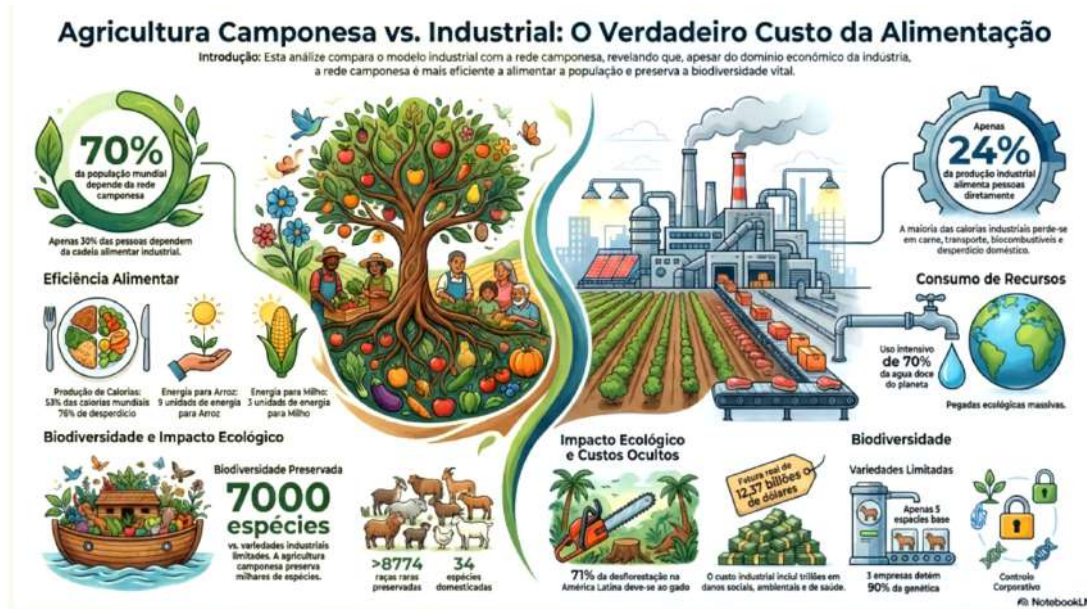 Agricultura Camponesa vs. Industrial: O Verdadeiro Custo da Alimentação
Introdução: Esta análise compara o modelo industrial com a rede camponesa, revelando que, apesar do domínio económico da indústria,
a rede camponesa é mais eficiente a alimentar a população e preserva a biodiversidade vital.
70%
da população mundial
depende da rede
camponesa
Apenas 30% das pessoas dependem
da cadeia alimentar industrial.
Eficiência Alimentar
Produção de Calorias:
53% das calorias mundiais
76% de desperdício
Energia para Arroz:
9 unidads de energia
para Arroz
Energia para Milho:
3 unidads de energia
para Milho
Biodiversidade e Impacto Ecológico
Biodiversidade Preservada
7000
espécies
vs. variedades industriais
limitades. A agricultura
camponesa preserva
milhares de espécies.
>8774
raças raras
preservadas
34
espécies
domesticadas
Apenas
24%
da produção industrial
alimenta pessoas
diretamente
A maioria das calorias industriais perde-se
em carne, transporte, biocombustíveis e
desperdício doméstico.
Consumo de Recursos
Uso intensivo
de 70%
da agua doce
do planeta
Pegadas ecológicas massivas.
Impacto Ecológico
e Custos Ocultos
71% da desflorestação na
América Latina deve-se ao gado
Fatura real de
12,37 biliões
de dólares
O custo industrial inclui triliões em
danos sociais, ambientais e de saúde.
Biodiversidade
Variedades Limitadas
Apenas 5
espécies base
3 empresas detém
90% da genética
Controlo
Corporativo
NotebookLM